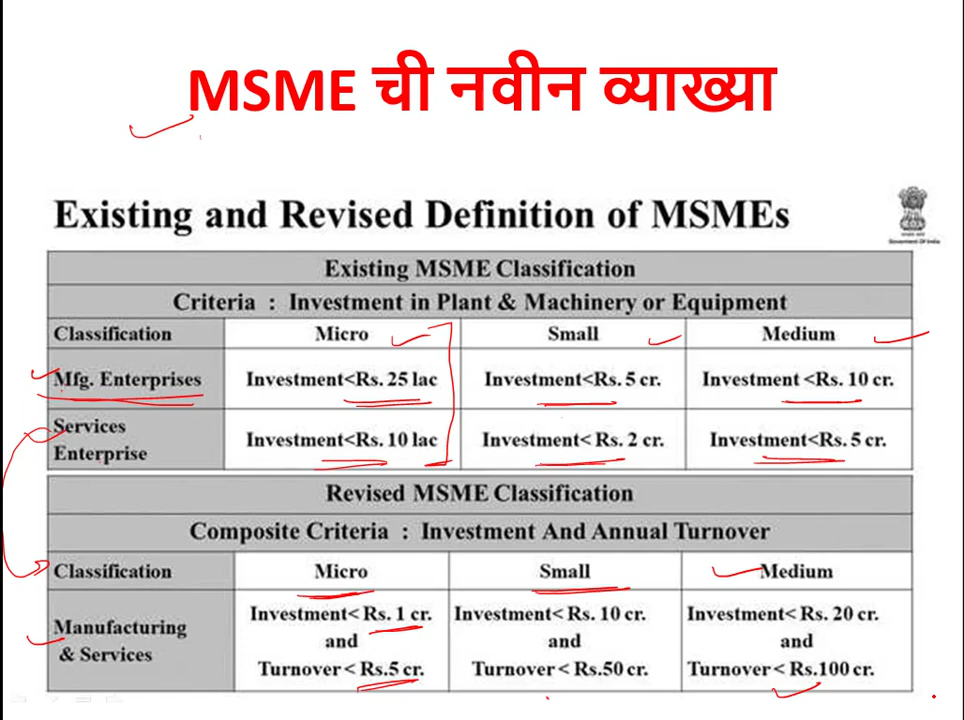 MSME ची नवीन व्याख्या
Existing and Revised Definition of MSMEs
Government Of India
Existing MSME Classification
Criteria : Investment in Plant & Machinery or Equipment
Classification Micro Small Medium
Mfg. Enterprises Investment<Rs. 25 lac Investment<Rs. 5 cr. Investment <Rs. 10 cr.
Services
Enterprise Investment<Rs. 10 lac Investment< Rs. 2 cr. Investment<Rs. 5 cr.
Revised MSME Classification
Composite Criteria : Investment And Annual Turnover
Classification Micro Small Medium
Manufacturing
& Services
Investment< Rs. 1 cr.
and
Turnover< Rs.5 cr.
Investment< Rs. 10 cr.
and
Turnover< Rs.50 cr.
Investment< Rs. 20 cr.
and
Turnover< Rs.100 cr.